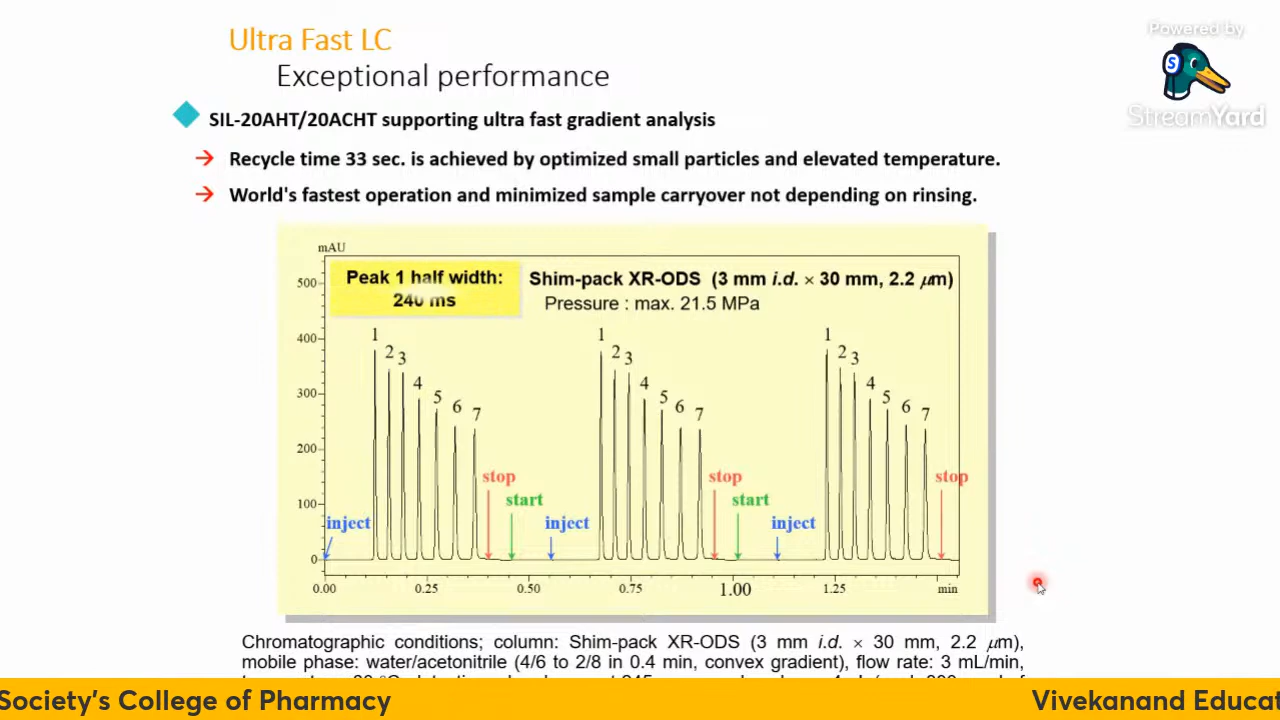 Ultra Fast LC
Powered by
Exceptional performance
StreamYard
SIL-20AHT/20ACHT supporting ultra fast gradient analysis
→ Recycle time 33 sec. is achieved by optimized small particles and elevated temperature.
→ World's fastest operation and minimized sample carryover not depending on rinsing.
mAU
Peak 1 half width:
240 ms
Shim-pack XR-ODS (3 mm i.d. × 30 mm, 2.2 μm)
Pressure : max. 21.5 MPa
500
400
300
200
100
0
1 2 3 4 5 6 7
1 2 3 4 5 6 7
1 2 3 4 5 6 7
stop stop stop
start start
inject inject inject
0.00 0.25 0.50 0.75 1.00 1.25 min
Chromatographic conditions; column: Shim-pack XR-ODS (3 mm i.d. × 30 mm, 2.2 μm),
mobile phase: water/acetonitrile (4/6 to 2/8 in 0.4 min, convex gradient), flow rate: 3 mL/min,
Society's College of Pharmacy
Vivekanand Educat